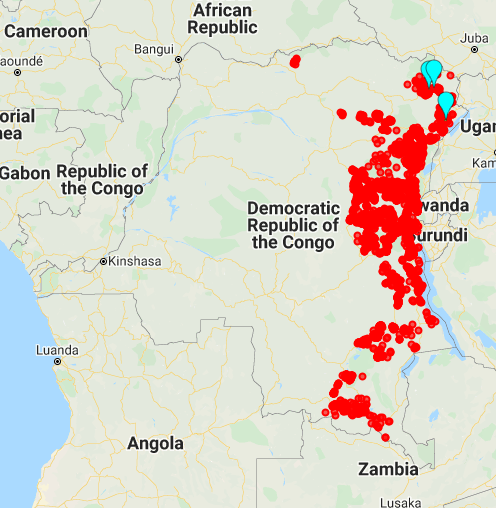 African
Republic
Cameroon
Juba
Bangui
aoundé
orial
nea
Ugan
Gabon
Republic of
the Congo
Kam
Democratic
Republic of
the Congo
wanda
urundi
Kinshasa
Luanda
Angola
Zambia
Lusaka